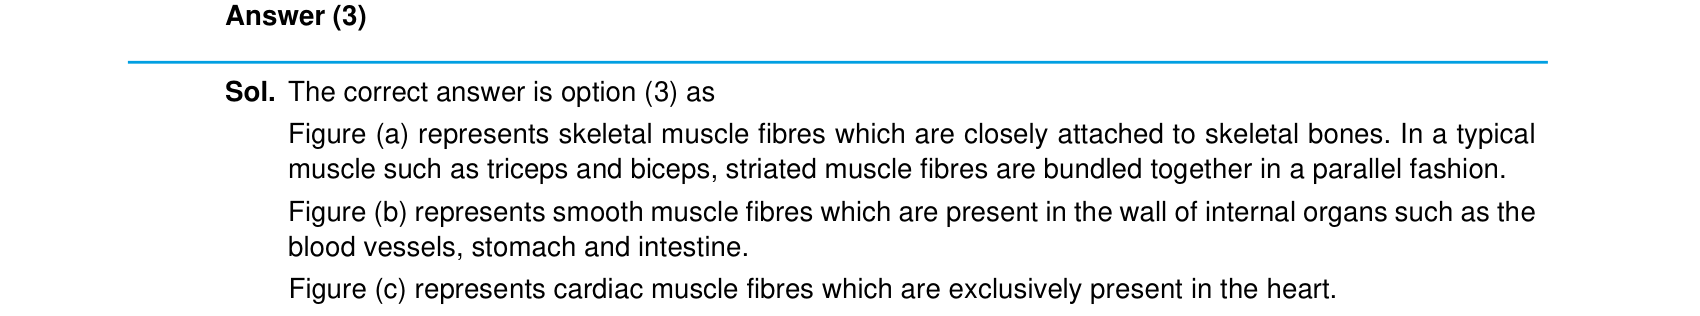 Answer (3)
Sol. The correct answer is option (3) as
Figure (a) represents skeletal muscle fibres which are closely attached to skeletal bones. In a typical
muscle such as triceps and biceps, striated muscle fibres are bundled together in a parallel fashion.
Figure (b) represents smooth muscle fibres which are present in the wall of internal organs such as the
blood vessels, stomach and intestine.
Figure (c) represents cardiac muscle fibres which are exclusively present in the heart.